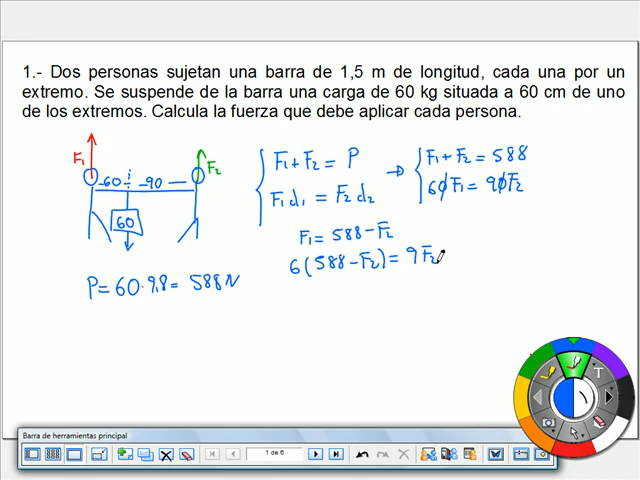 1.- Dos personas sujetan una barra de 1,5 m de longitud, cada una por un
extremo. Se suspende de la barra una carga de 60 kg situada a 60 cm de uno
de los extremos. Calcula la fuerza que debe aplicar cada persona.
F₁
F₂
60
90
60
P = 60 · 9,8 = 588 N
F₁ + F₂ = P
F₁ d₁ = F₂ d₂
F₁ + F₂ = 588
60 F₁ = 90 F₂
F₁ = 588 - F₂
6 ( 588 - F₂ ) = 9 F₂
T
Barra de herramientas principal
1 de 6